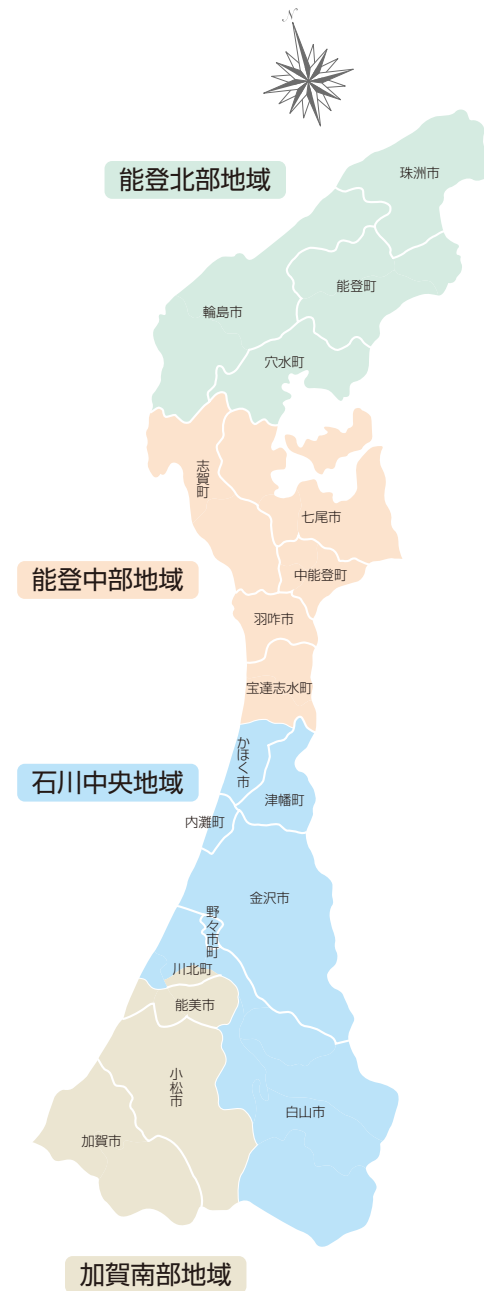 N
能登北部地域
珠洲市
能登町
輪島市
穴水町
志賀町
七尾市
能登中部地域
中能登町
羽咋市
宝達志水町
かほく市
石川中央地域
津幡町
内灘町
金沢市
野々市町
川北町
能美市
小松市
白山市
加賀市
加賀南部地域